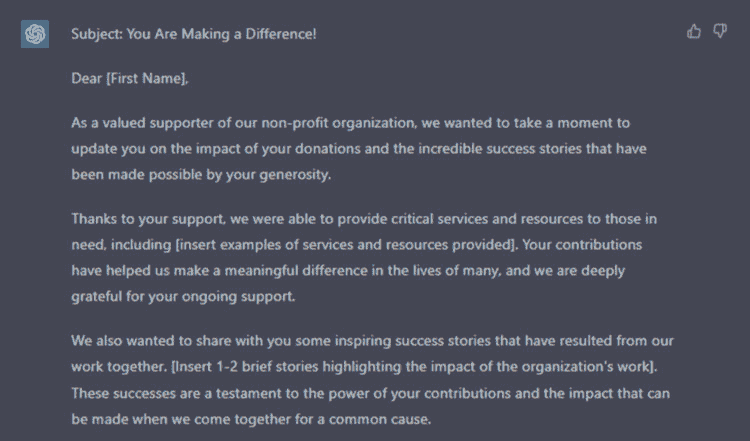 Subject: You Are Making a Difference!
Dear [First Name],
As a valued supporter of our non-profit organization, we wanted to take a moment to
update you on the impact of your donations and the incredible success stories that have
been made possible by your generosity.
Thanks to your support, we were able to provide critical services and resources to those in
need, including [insert examples of services and resources provided]. Your contributions
have helped us make a meaningful difference in the lives of many, and we are deeply
grateful for your ongoing support.
We also wanted to share with you some inspiring success stories that have resulted from our
work together. [Insert 1-2 brief stories highlighting the impact of the organization's work].
These successes are a testament to the power of your contributions and the impact that can
be made when we come together for a common cause.